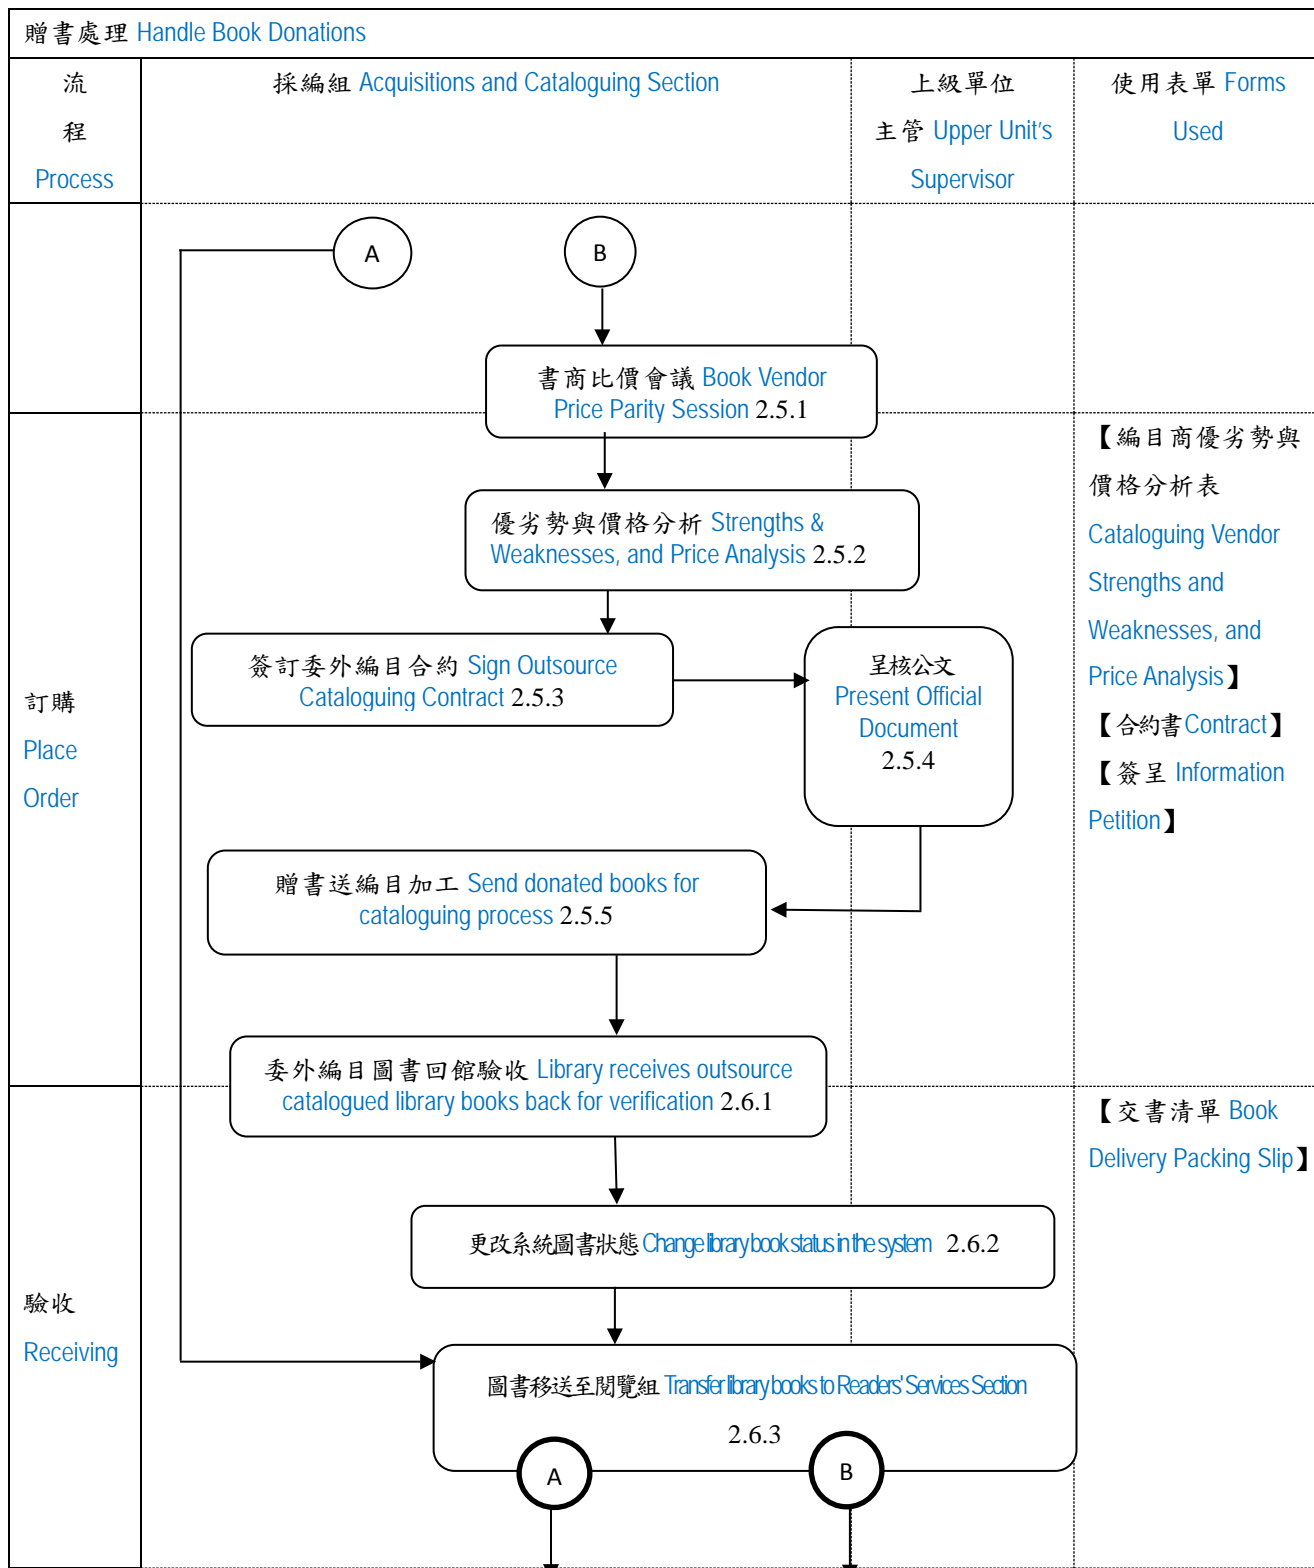 贈書處理 Handle Book Donations
流
程
Process
採編組 Acquisitions and Cataloguing Section
上級單位
主管 Upper Unit's
Supervisor
使用表單 Forms
Used
A
B
書商比價會議 Book Vendor
Price Parity Session 2.5.1
訂購
Place
Order
優劣勢與價格分析 Strengths &
Weaknesses, and Price Analysis 2.5.2
簽訂委外編目合約 Sign Outsource
Cataloguing Contract 2.5.3
呈核公文
Present Official
Document
2.5.4
贈書送編目加工 Send donated books for
cataloguing process 2.5.5
【編目商優劣勢與
價格分析表
Cataloguing Vendor
Strengths and
Weaknesses, and
Price Analysis】
【合約書Contract】
【簽呈 Information
Petition】
委外編目圖書回館驗收 Library receives outsource
catalogued library books back for verification 2.6.1
驗收
Receiving
更改系統圖書狀態 Change library book status in the system 2.6.2
圖書移送至閱覽組 Transfer library books to Readers' Services Section
2.6.3
A
B
【交書清單 Book
Delivery Packing Slip】